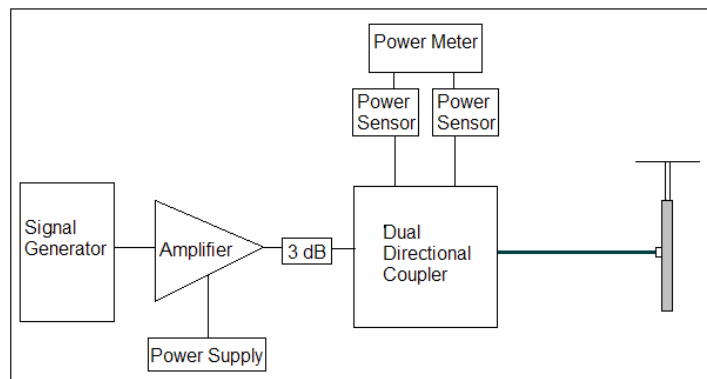 Power Meter
Power
Sensor
Power
Sensor
Signal
Generator
Amplifier
3 dB
Dual
Directional
Coupler
Power Supply